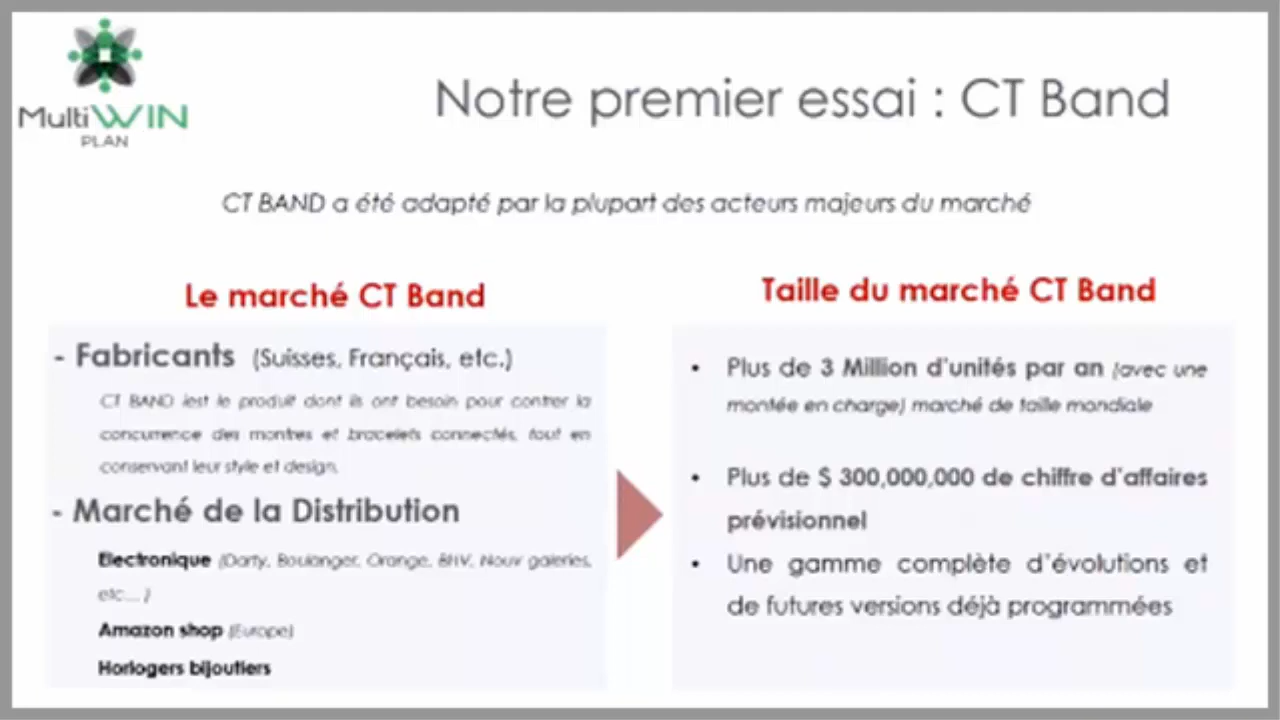 MultiWIN
PLAN
Notre premier essai : CT Band
CT BAND a été adapté par la plupart des acteurs majeurs du marché
Le marché CT Band
- Fabricants (Suisses, Français, etc.)
CT BAND lest le produit dont ils ont besoin pour contrer la
concurrence des montres et bracelets connectés, tout en
conservant leur style et design.
- Marché de la Distribution
Electronique (Darty, Boulanger, Orange, BHV, Nouv galeries,
etc... )
Amazon shop (Europe)
Horlogers bijoutiers
Taille du marché CT Band
• Plus de 3 Million d'unités par an (avec une
montée en charge) marché de taille mondiale
• Plus de $ 300,000,000 de chiffre d'affaires
prévisionnel
• Une gamme complète d'évolutions et
de futures versions déjà programmées